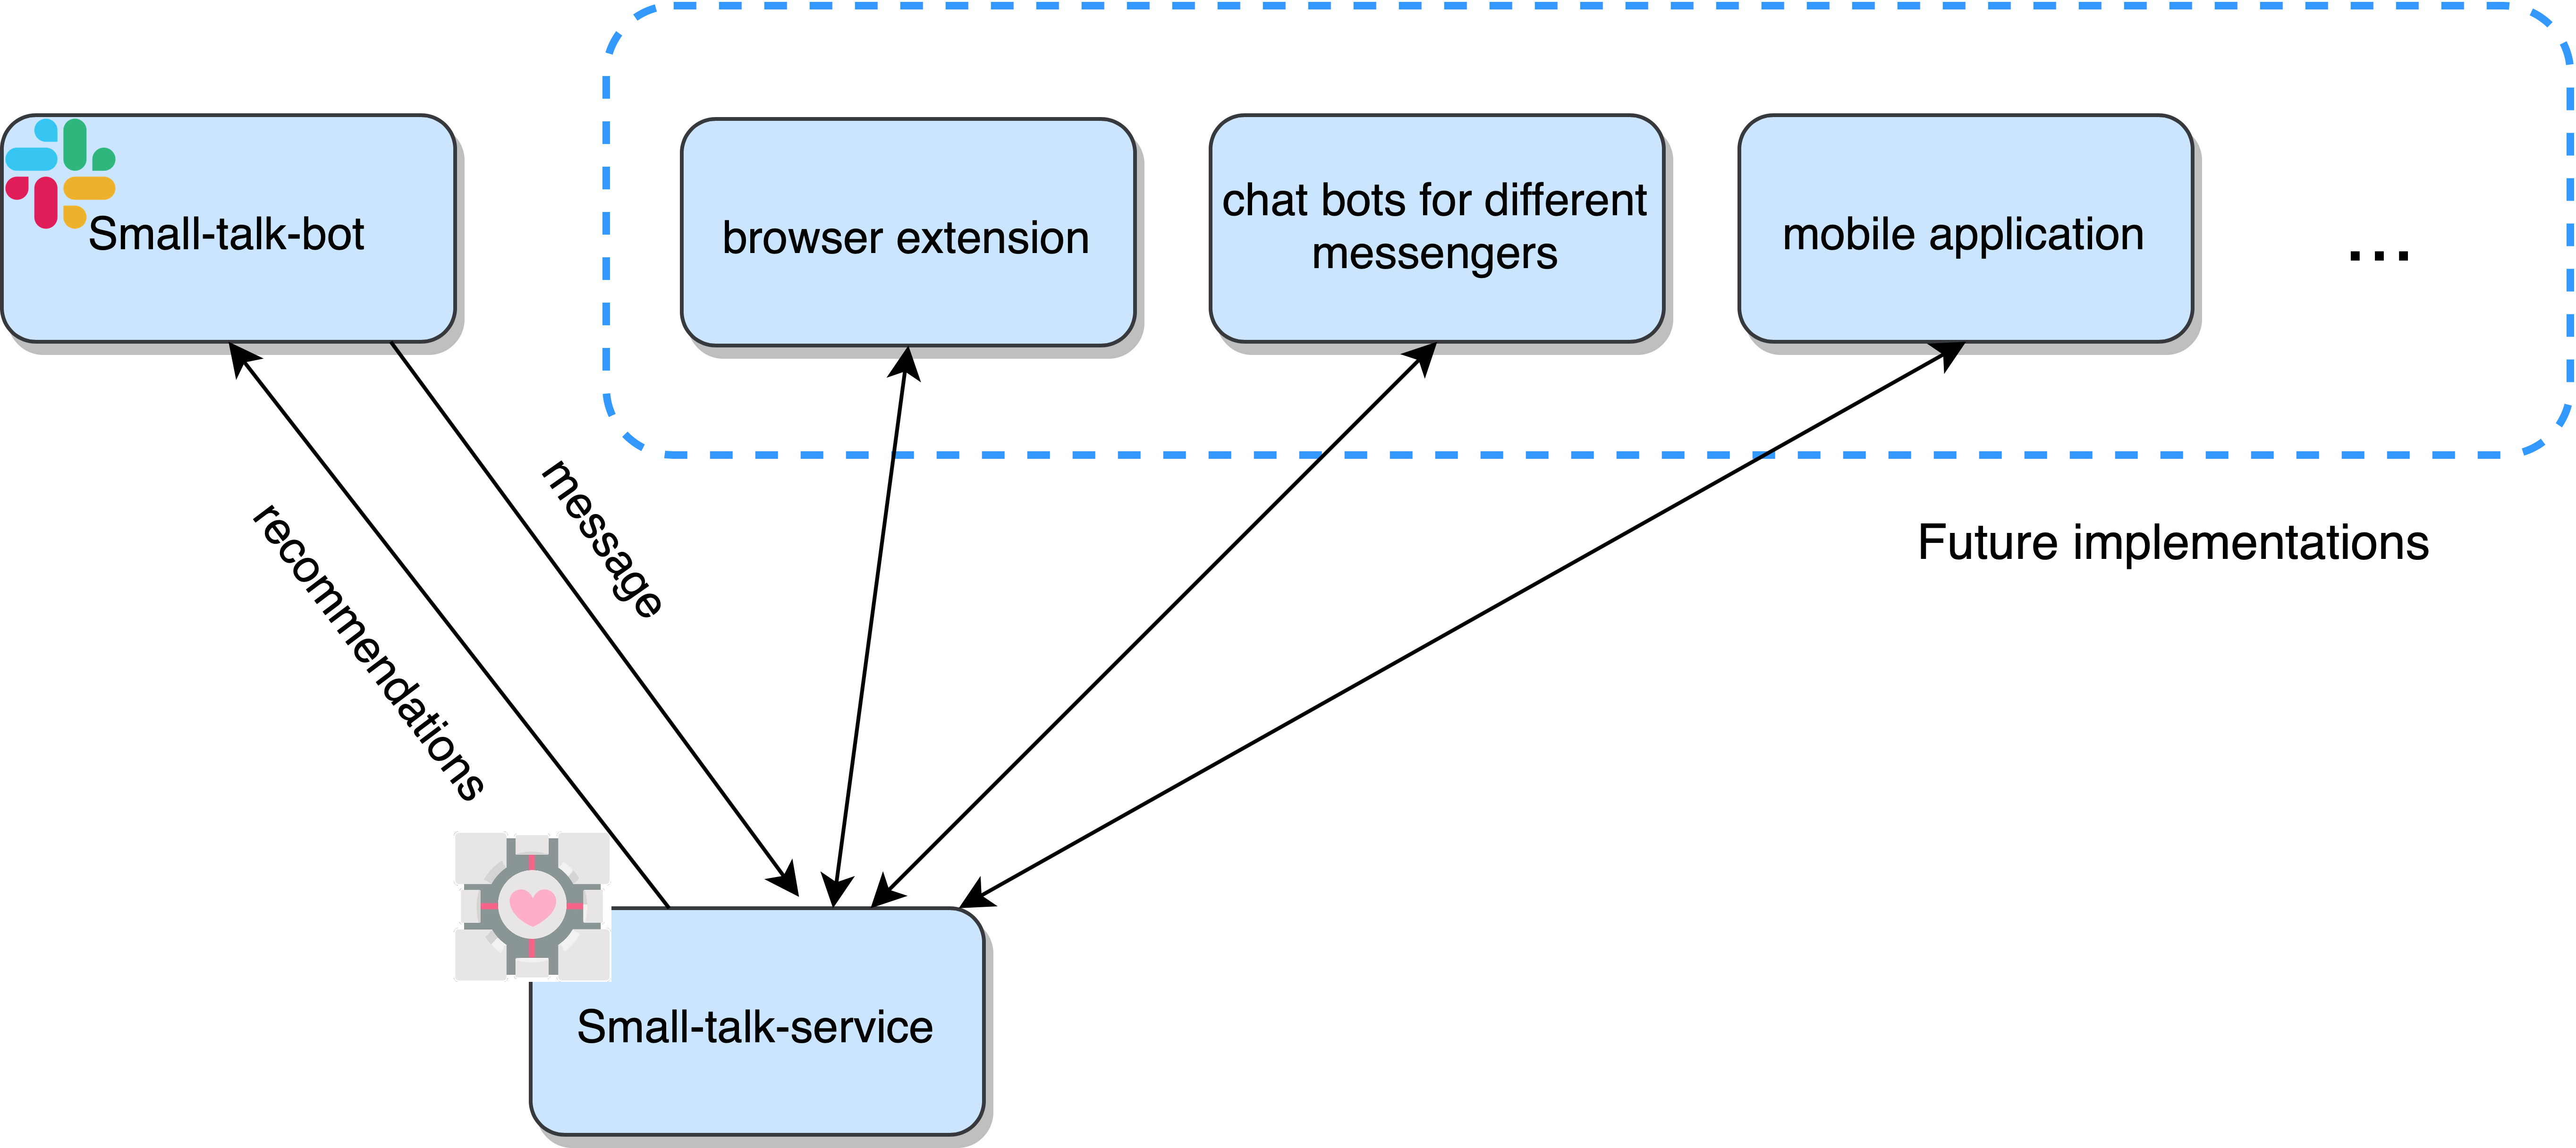 Small-talk-bot
browser extension
chat bots for different
messengers
mobile application
...
message
recommendations
Future implementations
Small-talk-service